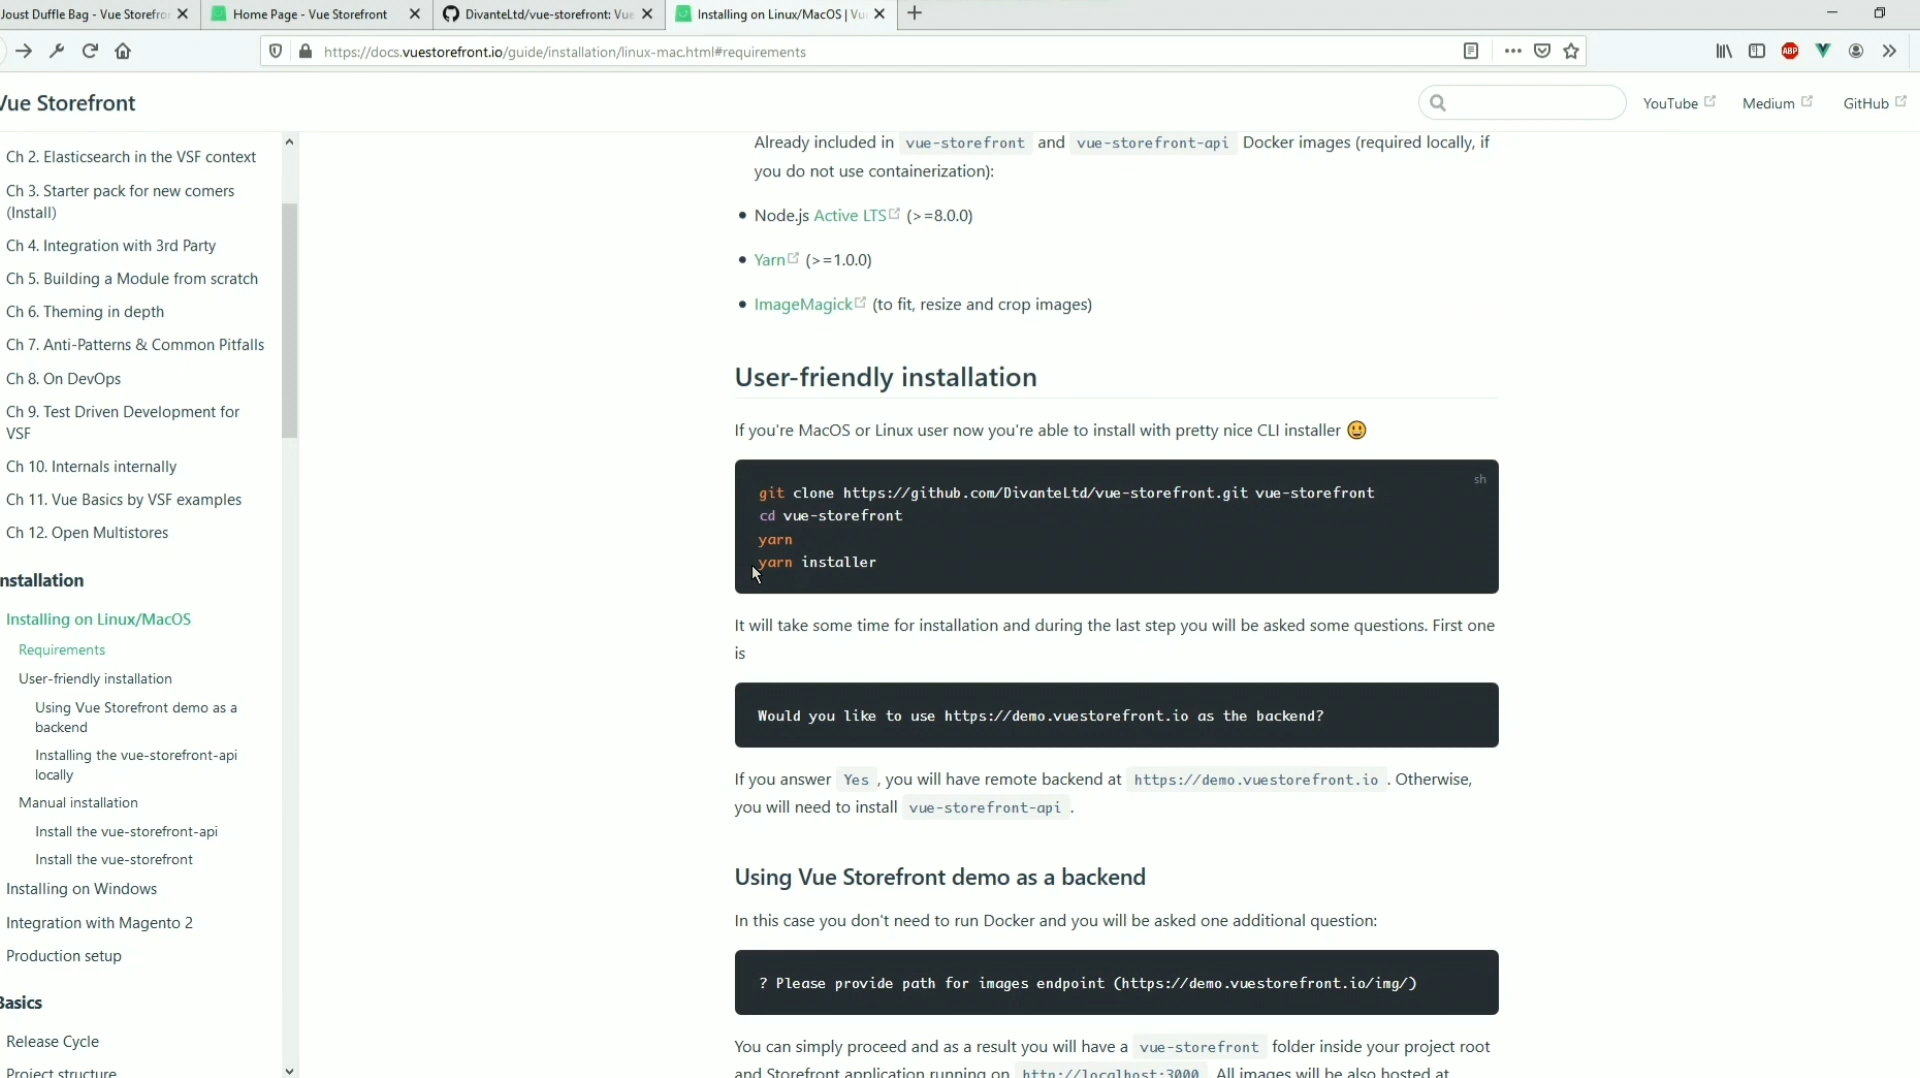 Joust Duffle Bag - Vue Storefro
Home Page - Vue Storefront
DivanteLtd/vue-storefront: Vue
Installing on Linux/MacOS | Vu
https://docs.vuestorefront.io/guide/installation/linux-mac.html#requirements
ABP
Vue Storefront
YouTube
Medium
GitHub
Ch 2. Elasticsearch in the VSF context
Ch 3. Starter pack for new comers
(Install)
Ch 4. Integration with 3rd Party
Ch 5. Building a Module from scratch
Ch 6. Theming in depth
Ch 7. Anti-Patterns & Common Pitfalls
Ch 8. On DevOps
Ch 9. Test Driven Development for
VSF
Ch 10. Internals internally
Ch 11. Vue Basics by VSF examples
Ch 12. Open Multistores
nstallation
Installing on Linux/MacOS
Requirements
User-friendly installation
Using Vue Storefront demo as a
backend
Installing the vue-storefront-api
locally
Manual installation
Install the vue-storefront-api
Install the vue-storefront
Installing on Windows
Integration with Magento 2
Production setup
Basics
Release Cycle
Project structure
Already included in vue-storefront and vue-storefront-api Docker images (required locally, if
you do not use containerization):
• Node.js Active LTS (>=8.0.0)
• Yarn (>=1.0.0)
• ImageMagick (to fit, resize and crop images)
User-friendly installation
If you're MacOS or Linux user now you're able to install with pretty nice CLI installer 😃
sh
git clone https://github.com/DivanteLtd/vue-storefront.git vue-storefront
cd vue-storefront
yarn
yarn installer
It will take some time for installation and during the last step you will be asked some questions. First one
is
Would you like to use https://demo.vuestorefront.io as the backend?
If you answer Yes , you will have remote backend at https://demo.vuestorefront.io . Otherwise,
you will need to install vue-storefront-api .
Using Vue Storefront demo as a backend
In this case you don't need to run Docker and you will be asked one additional question:
? Please provide path for images endpoint (https://demo.vuestorefront.io/img/)
You can simply proceed and as a result you will have a vue-storefront folder inside your project root
and Storefront application running on http://localhost:3000 All images will be also hosted at